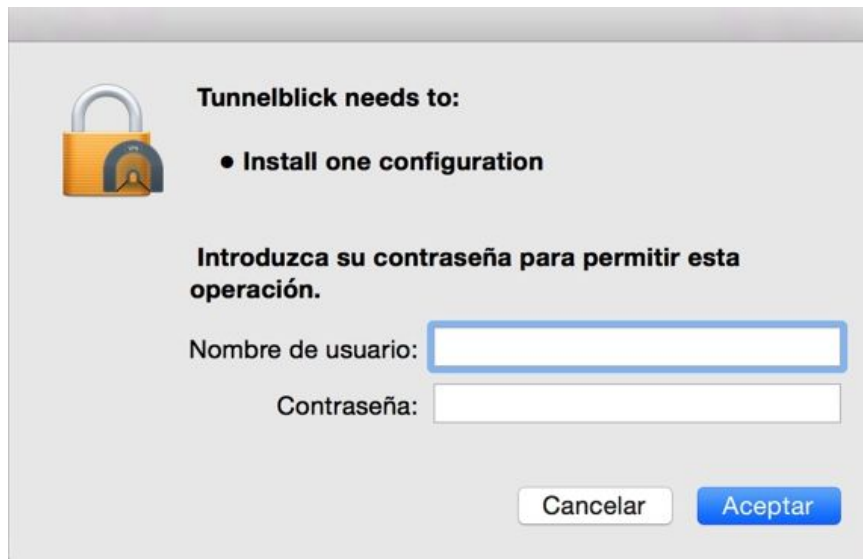 Tunnelblick needs to:
• Install one configuration
Introduzca su contraseña para permitir esta
operación.
Nombre de usuario:
Contraseña:
Cancelar Aceptar